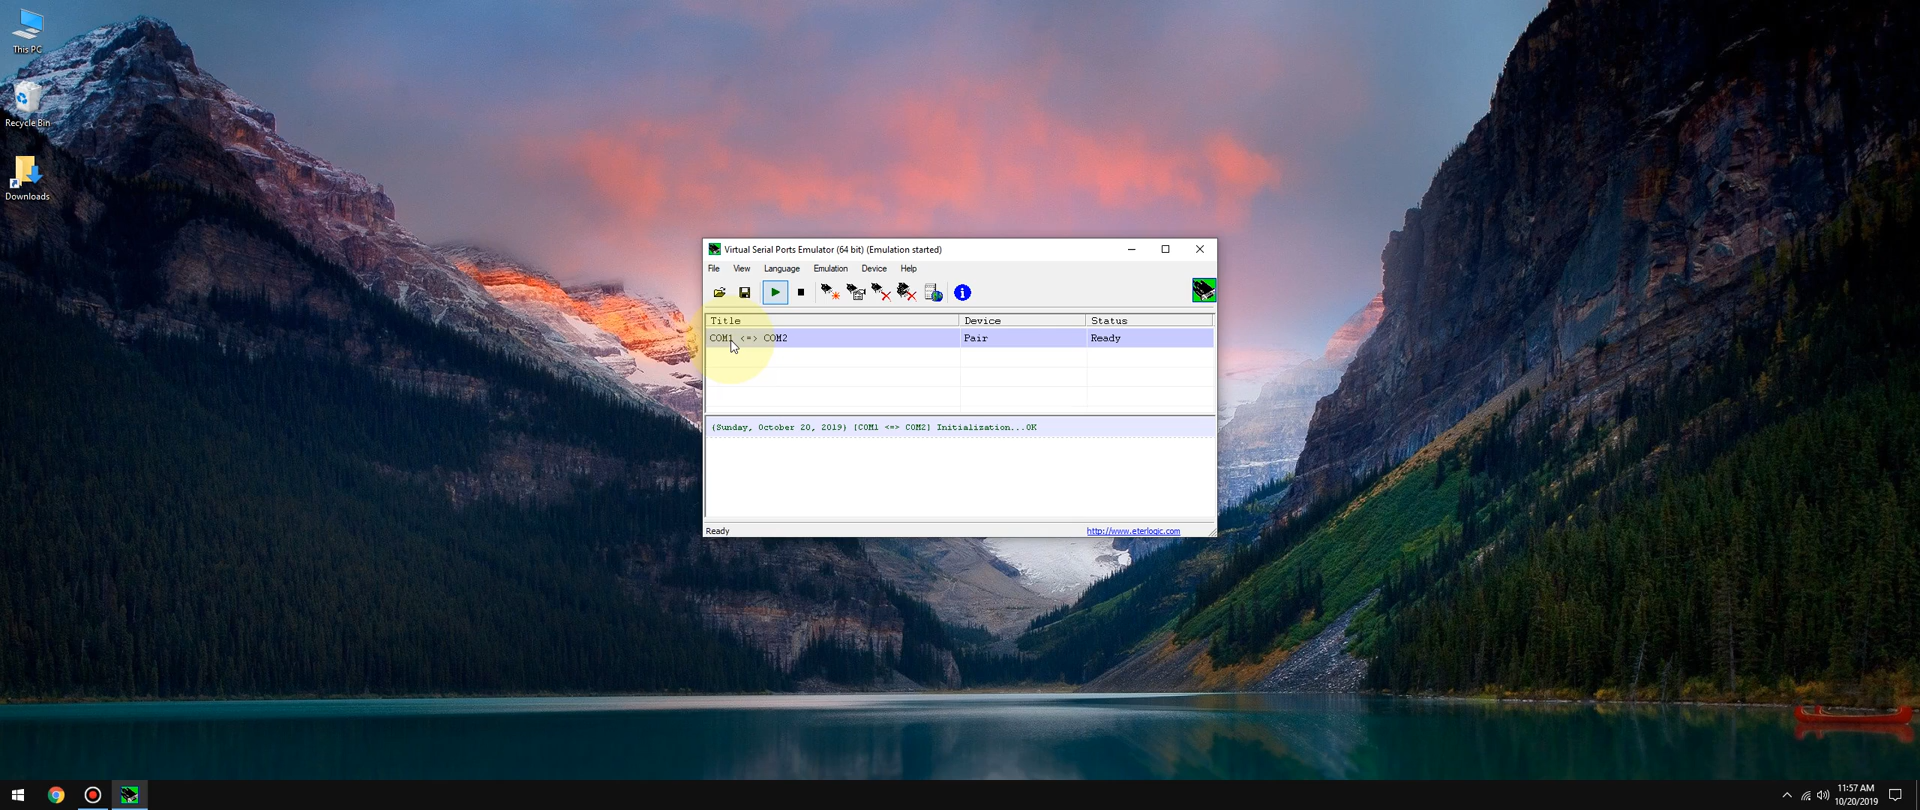 This PC
Recycle Bin
Downloads
Virtual Serial Ports Emulator (64 bit) (Emulation started)
File View Language Emulation Device Help
Title Device Status
COM1 <=> COM2 Pair Ready
(Sunday, October 20, 2019) [COM1 <=> COM2] Initialization...OK
Ready http://www.eterlogic.com
11:57 AM
10/20/2019